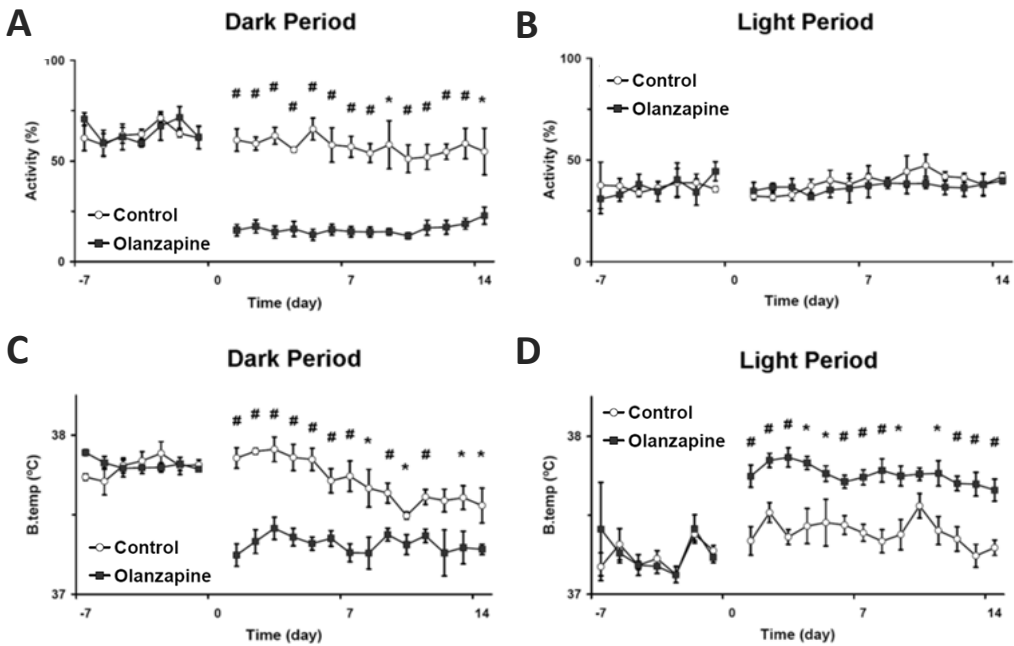 A
Dark Period
100
50
0
Activity (%)
# # # # # # # # * # # # # *
Control
Olanzapine
-7 0 7 14
Time (day)
B
Light Period
100
50
0
Activity (%)
Control
Olanzapine
-7 0 7 14
Time (day)
C
Dark Period
38
37
B.temp (ºC)
# # # # # # # * # * # * *
Control
Olanzapine
-7 0 7 14
Time (day)
D
Light Period
38
37
B.temp (ºC)
Control
Olanzapine
# # # * * # # # * * # # #
-7 0 7 14
Time (day)